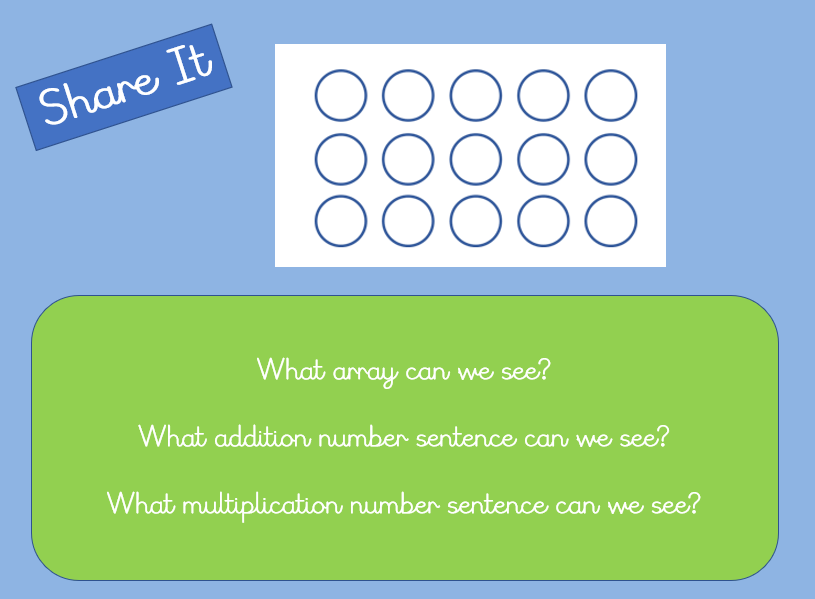 Share It
What array can we see?
What addition number sentence can we see?
What multiplication number sentence can we see?